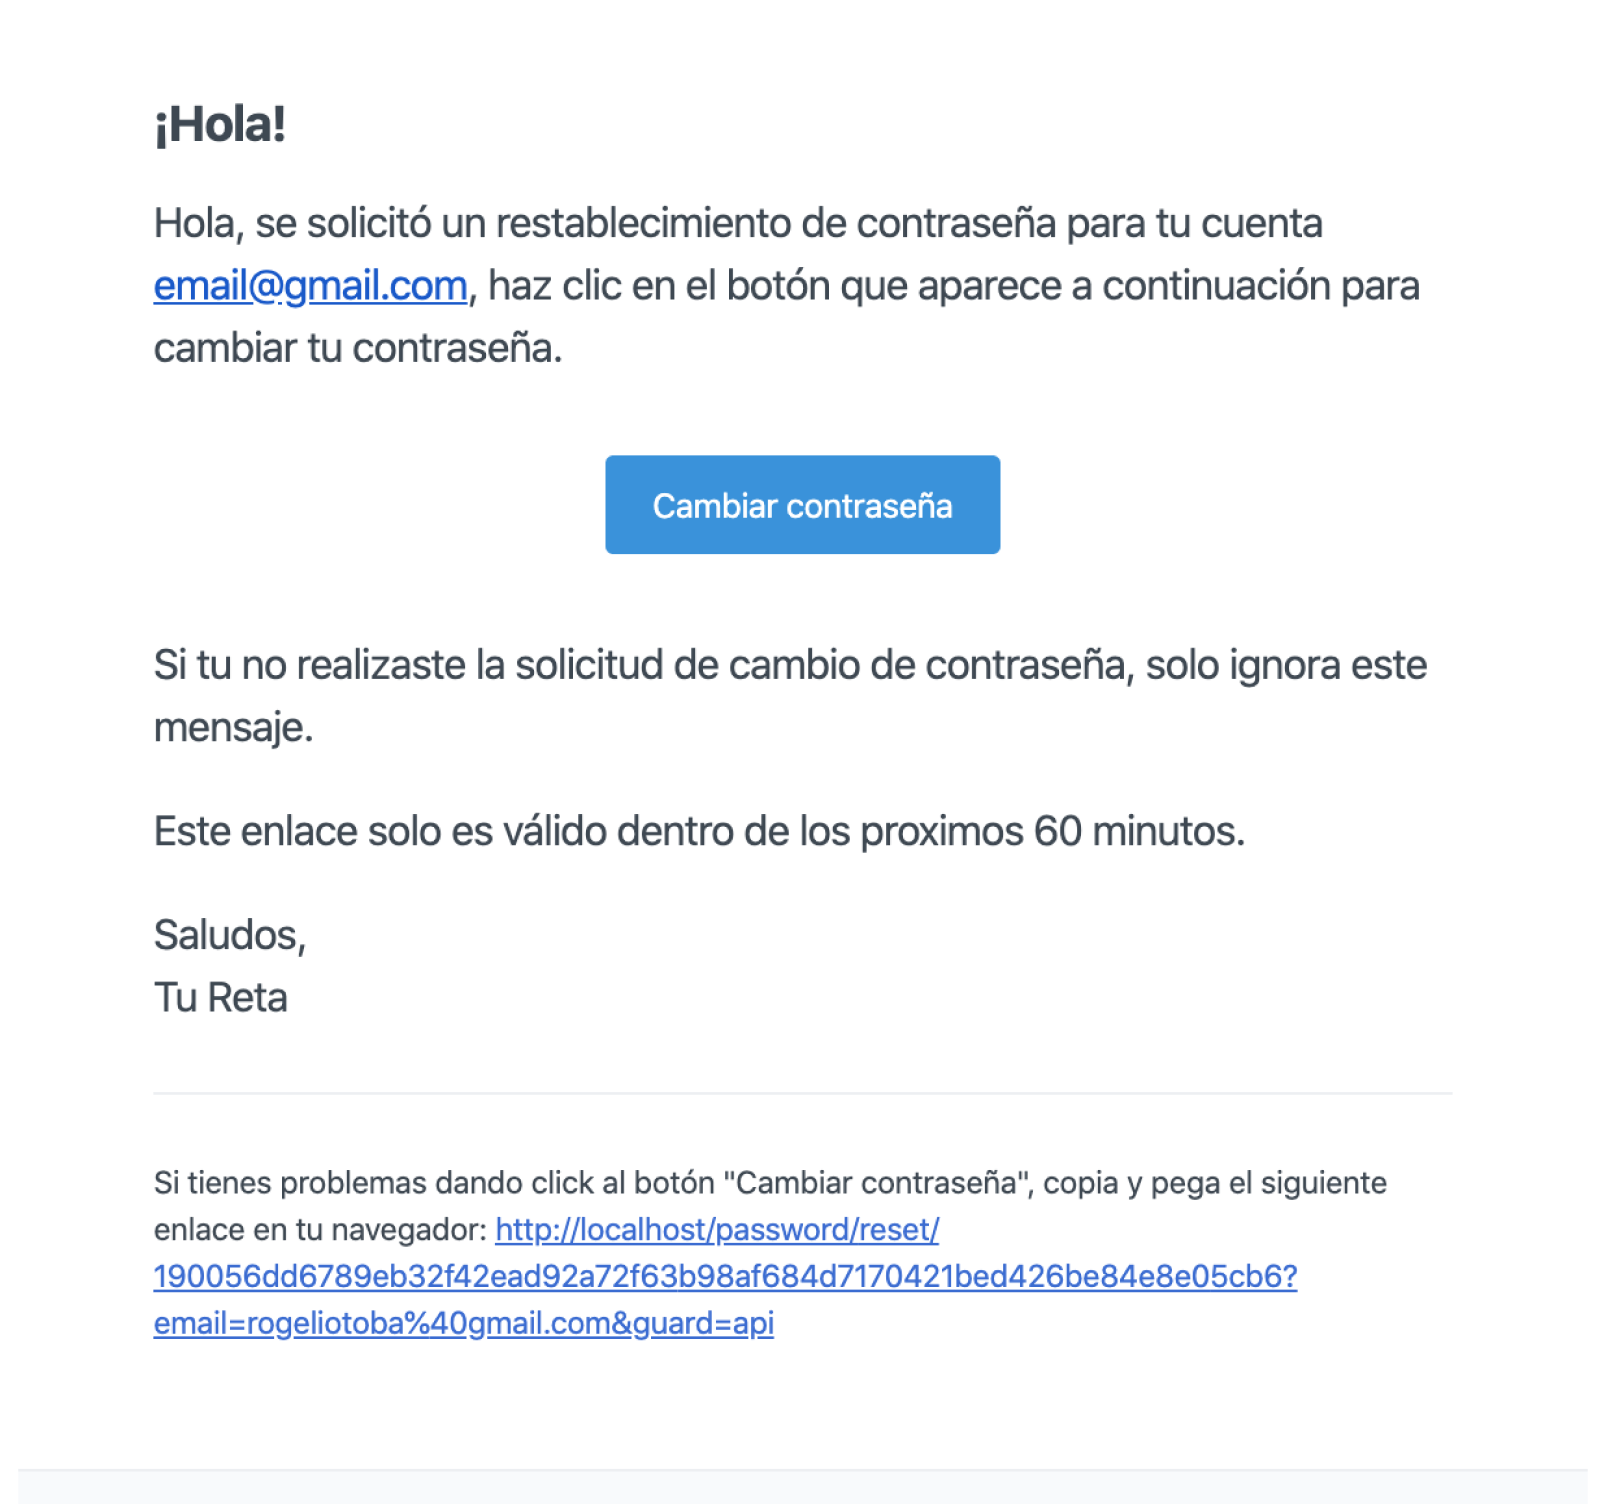 ¡Hola!
Hola, se solicitó un restablecimiento de contraseña para tu cuenta
email@gmail.com, haz clic en el botón que aparece a continuación para
cambiar tu contraseña.
Cambiar contraseña
Si tu no realizaste la solicitud de cambio de contraseña, solo ignora este
mensaje.
Este enlace solo es válido dentro de los proximos 60 minutos.
Saludos,
Tu Reta
Si tienes problemas dando click al botón "Cambiar contraseña", copia y pega el siguiente
enlace en tu navegador: http://localhost/password/reset/
190056dd6789eb32f42ead92a72f63b98af684d7170421bed426be84e8e05cb6?
email=rogeliotoba%40gmail.com&guard=api